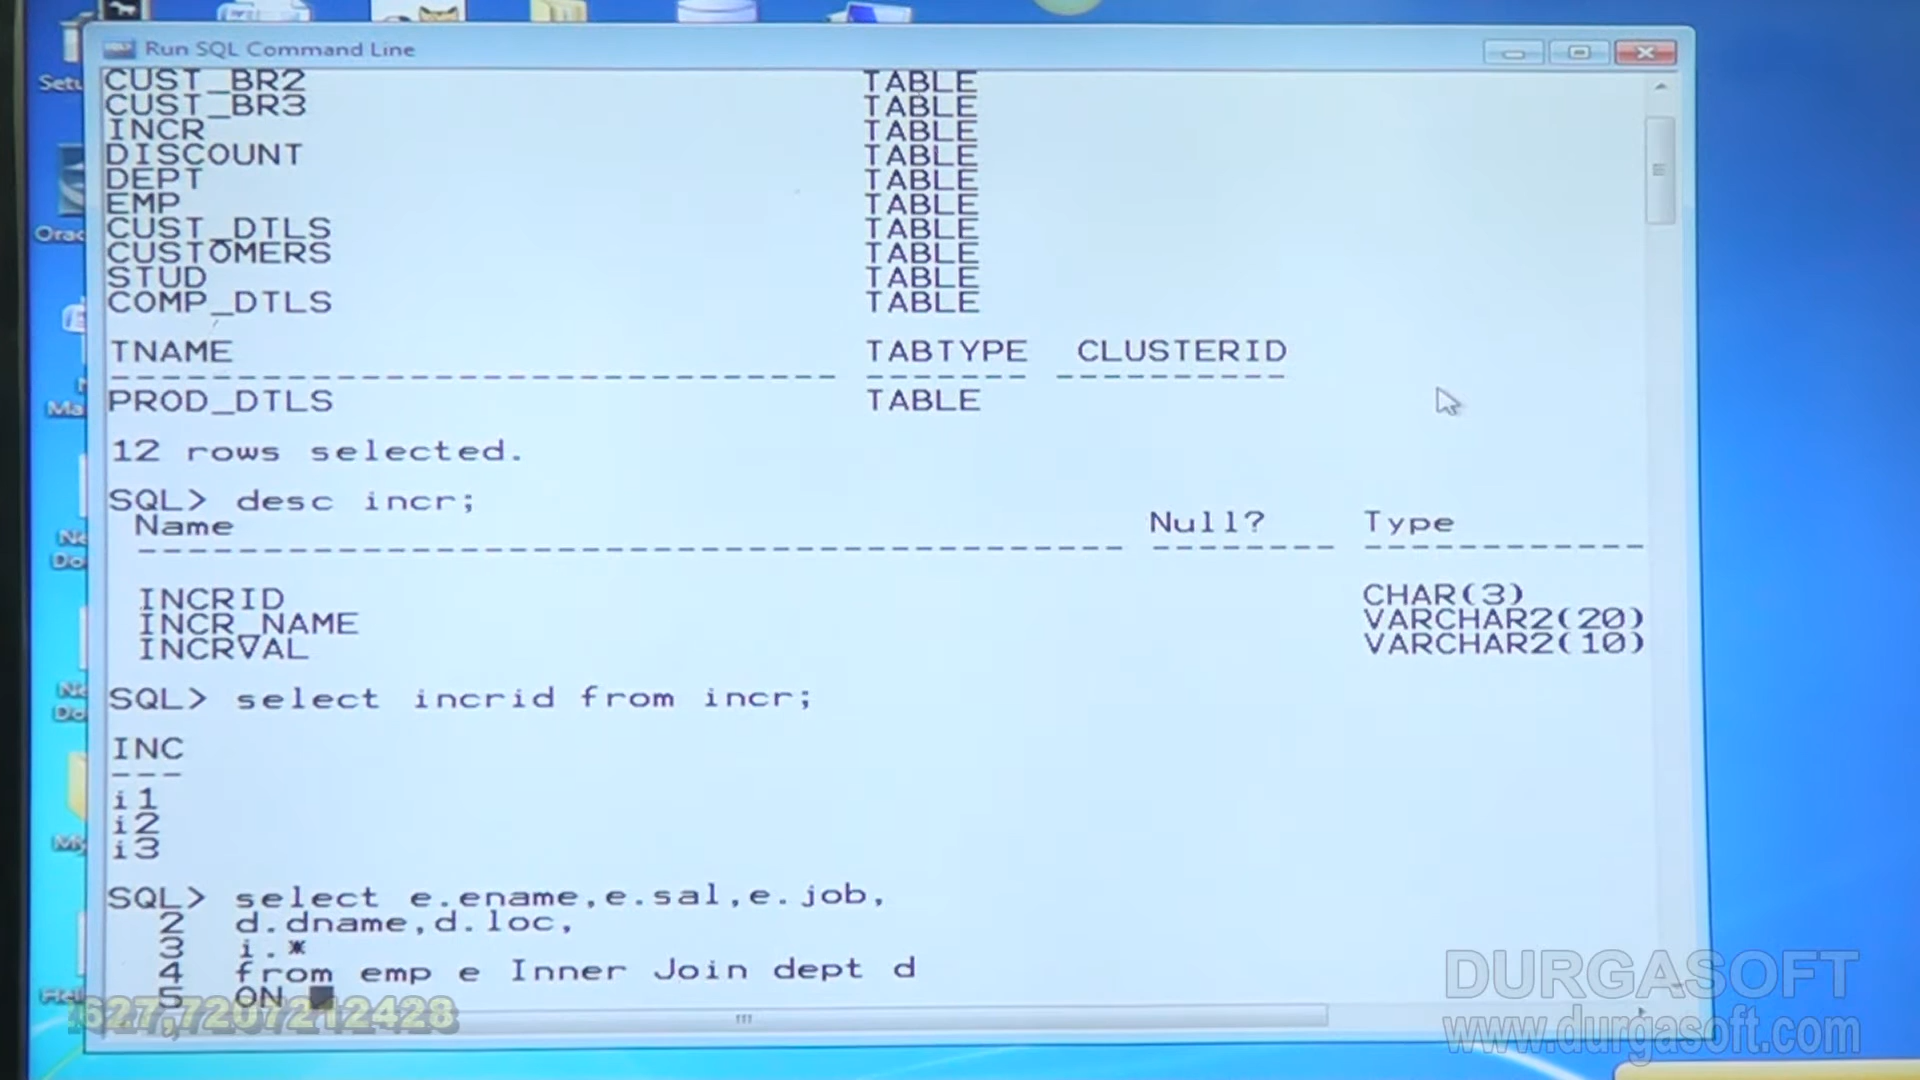 Run SQL Command Line
CUST_BR2 TABLE
CUST_BR3 TABLE
INCR TABLE
DISCOUNT TABLE
DEPT TABLE
EMP TABLE
CUST_DTLS TABLE
CUSTOMERS TABLE
STUD TABLE
COMP_DTLS TABLE
TNAME TABTYPE CLUSTERID
PROD_DTLS TABLE
12 rows selected.
SQL> desc incr;
Name Null? Type
INCRID CHAR(3)
INCR_NAME VARCHAR2(20)
INCRVAL VARCHAR2(10)
SQL> select incrid from incr;
INC
---
i1
i2
i3
SQL> select e.ename,e.sal,e.job,
2 d.dname,d.loc,
3 i.*
4 from emp e Inner Join dept d
5 ON
627,7207212428
DURGASOFT
www.durgasoft.com